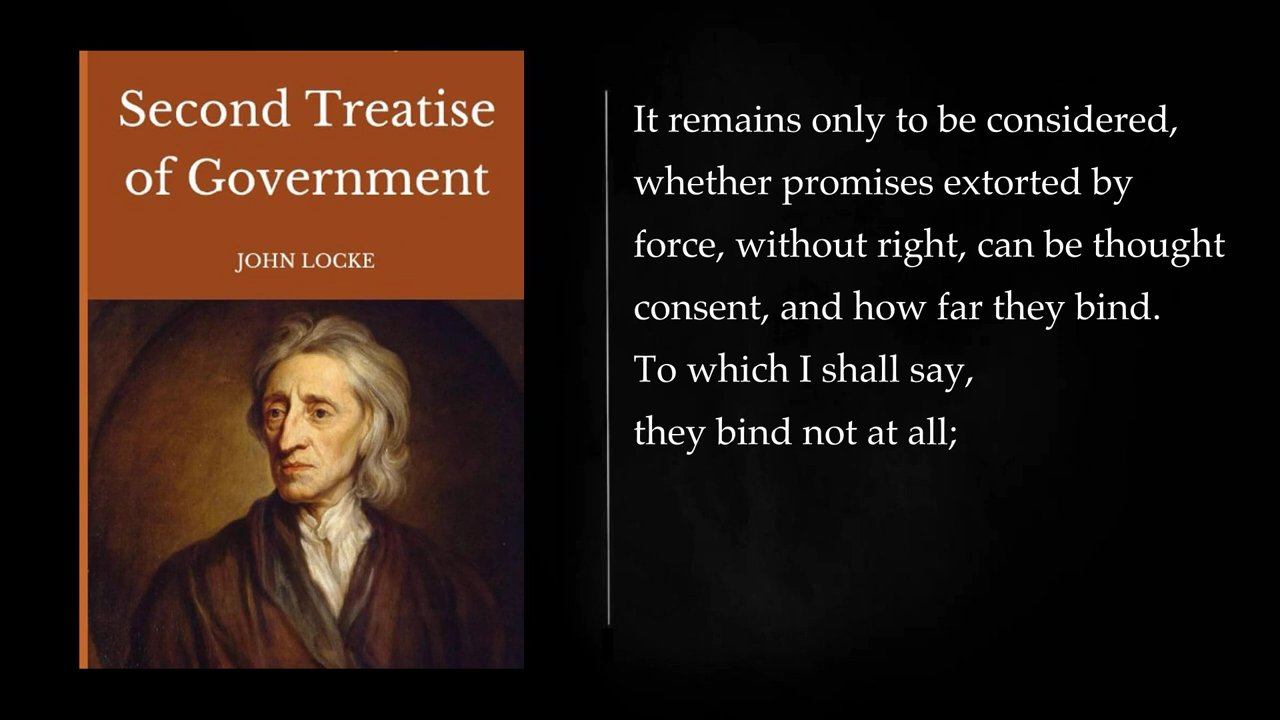 Second Treatise
of Government
JOHN LOCKE
It remains only to be considered,
whether promises extorted by
force, without right, can be thought
consent, and how far they bind.
To which I shall say,
they bind not at all;